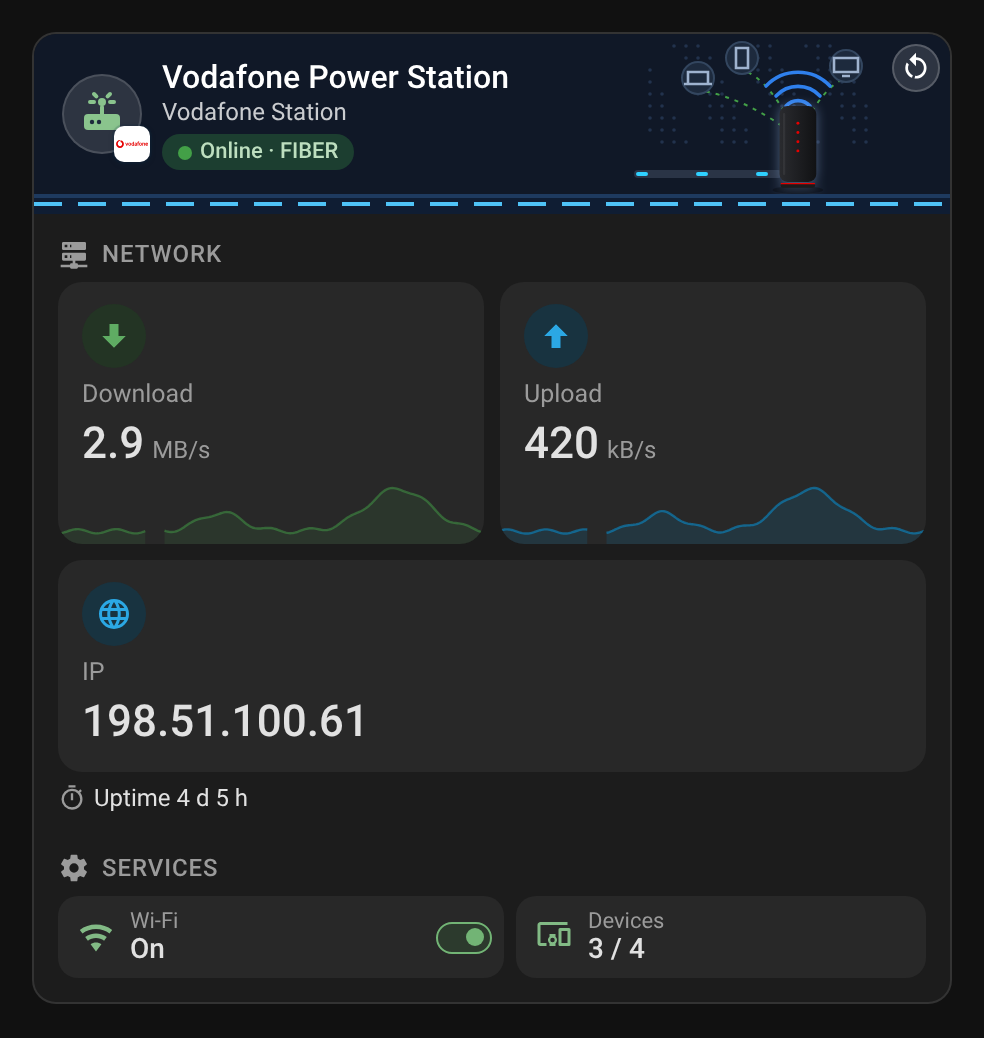 Vodafone Power Station
Vodafone Station
vodafone
Online · FIBER
NETWORK
Download
2.9 MB/s
Upload
420 kB/s
IP
198.51.100.61
Uptime 4 d 5 h
SERVICES
Wi-Fi
On
Devices
3 / 4